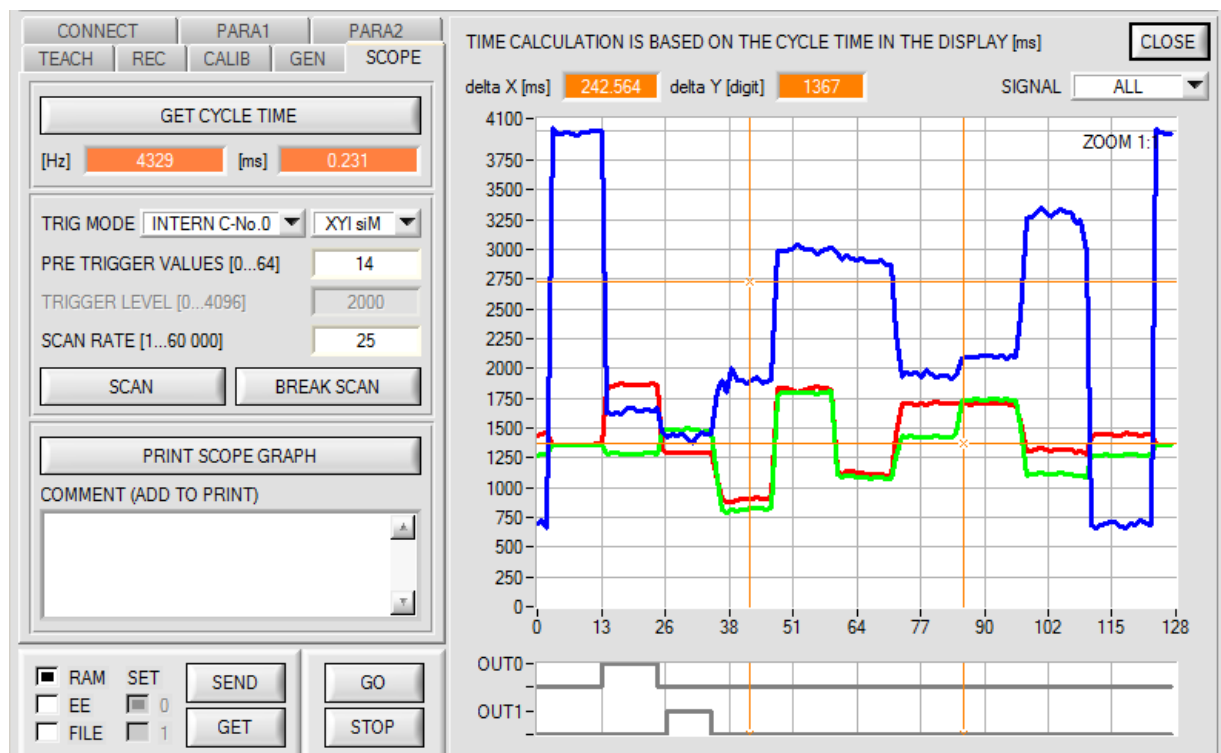 CONNECT PARA1 PARA2
TEACH REC CALIB GEN SCOPE
GET CYCLE TIME
[Hz] 4329 [ms] 0.231
TRIG MODE INTERN C-No.0 XYI siM
PRE TRIGGER VALUES [0...64] 14
TRIGGER LEVEL [0...4096] 2000
SCAN RATE [1...60 000] 25
SCAN BREAK SCAN
PRINT SCOPE GRAPH
COMMENT (ADD TO PRINT)
RAM SET SEND GO
EE 0
FILE 1 GET STOP
TIME CALCULATION IS BASED ON THE CYCLE TIME IN THE DISPLAY [ms] CLOSE
delta X [ms] 242.564 delta Y [digit] 1367 SIGNAL ALL
ZOOM 1:1
4100
3750
3500
3250
3000
2750
2500
2250
2000
1750
1500
1250
1000
750
500
250
0
0 13 26 38 51 64 77 90 102 115 128
OUT0
OUT1